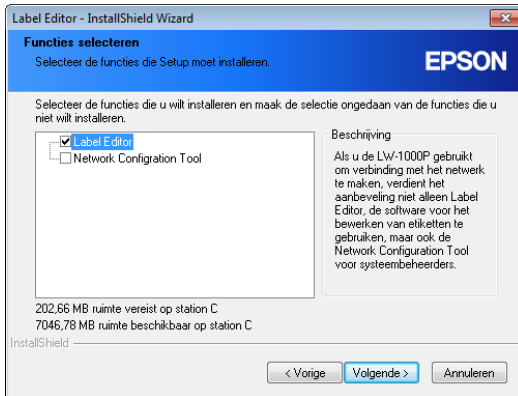 Label Editor - InstallShield Wizard
Functies selecteren
Selecteer de functies die Setup moet installeren.
EPSON
Selecteer de functies die u wilt installeren en maak de selectie ongedaan van de functies die u
niet wilt installeren.
Label Editor
Network Configration Tool
Beschrijving
Als u de LW-1000P gebruikt
om verbinding met het netwerk
te maken, verdient het
aanbeveling niet alleen Label
Editor, de software voor het
bewerken van etiketten te
gebruiken, maar ook de
Network Configuration Tool
voor systeembeheerders.
202,66 MB ruimte vereist op station C
7046,78 MB ruimte beschikbaar op station C
InstallShield
< Vorige
Volgende >
Annuleren